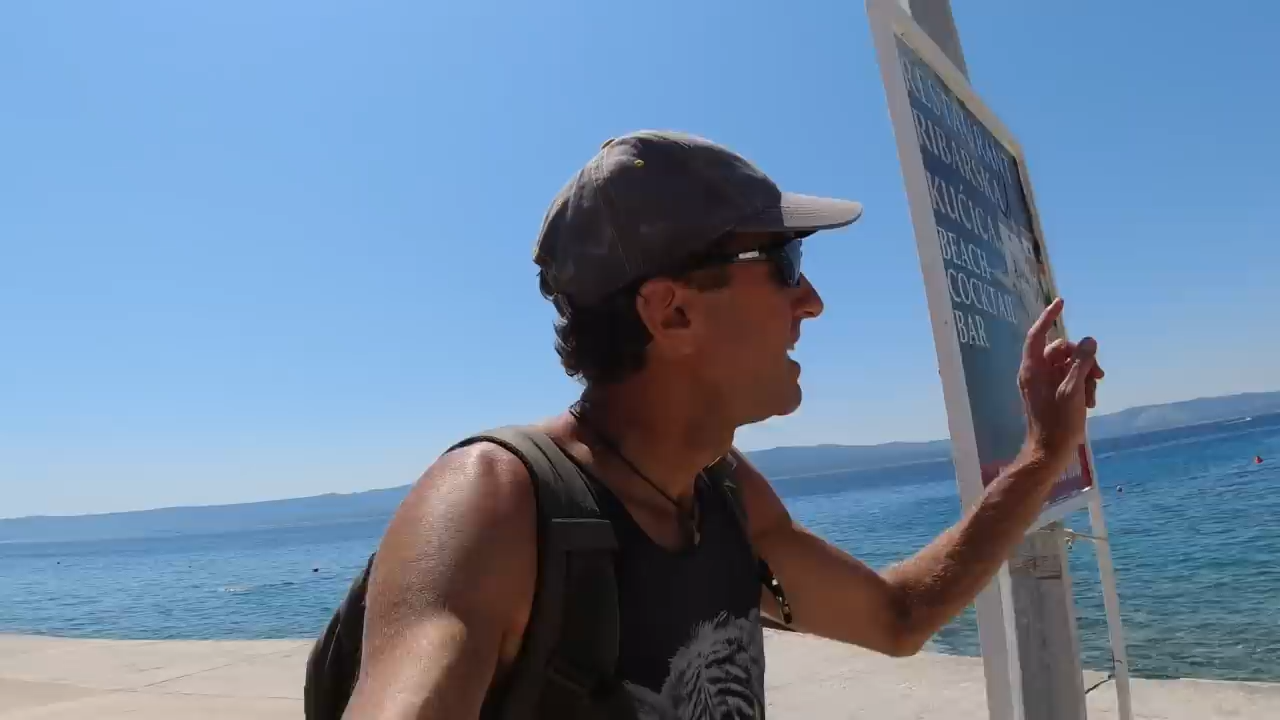 RESTAURANT
RIBARSKA
KUĆICA
BEACH
COCKTAIL
BAR